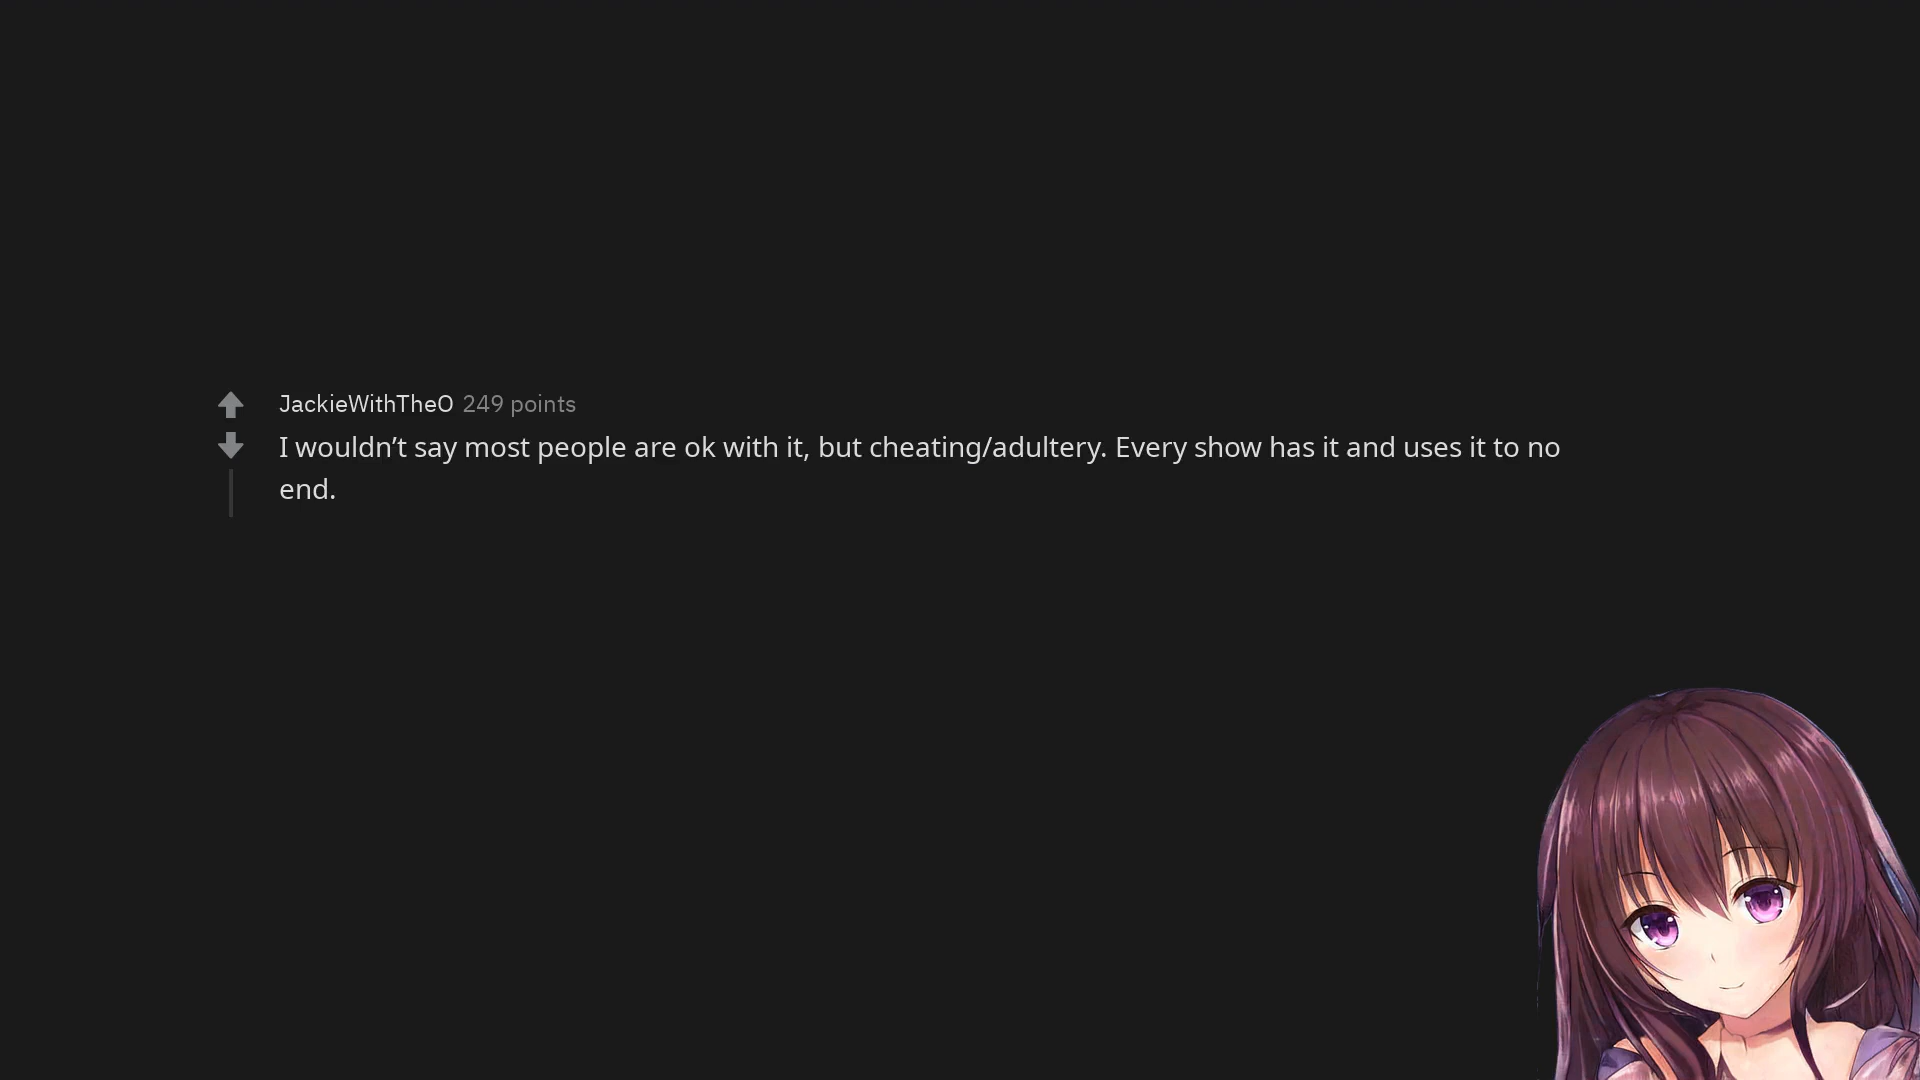 JackieWithTheO 249 points
I wouldn’t say most people are ok with it, but cheating/adultery. Every show has it and uses it to no
end.